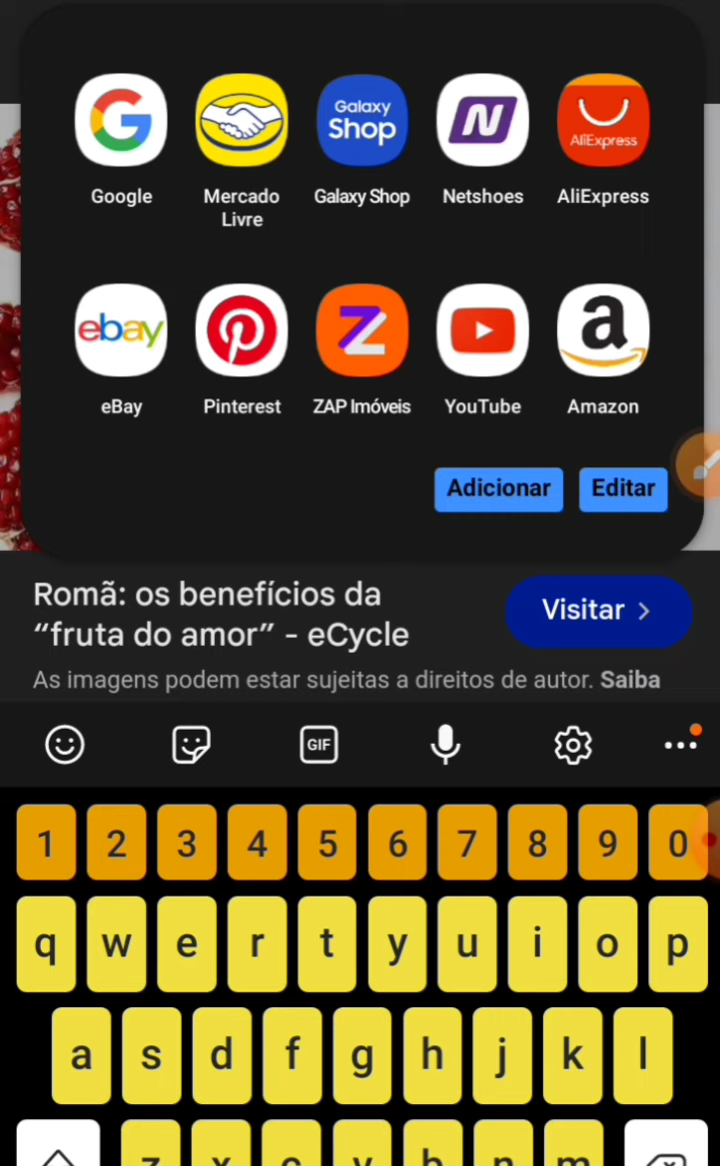 Galaxy
Shop
N
AliExpress
Google
Mercado
Livre
Galaxy Shop
Netshoes
AliExpress
ebay
Z
a
eBay
Pinterest
ZAP Imóveis
YouTube
Amazon
Adicionar
Editar
Romã: os benefícios da
“fruta do amor” - eCycle
Visitar >
As imagens podem estar sujeitas a direitos de autor. Saiba
GIF
1 2 3 4 5 6 7 8 9 0
q w e r t y u i o p
a s d f g h j k l
z x c v b n m